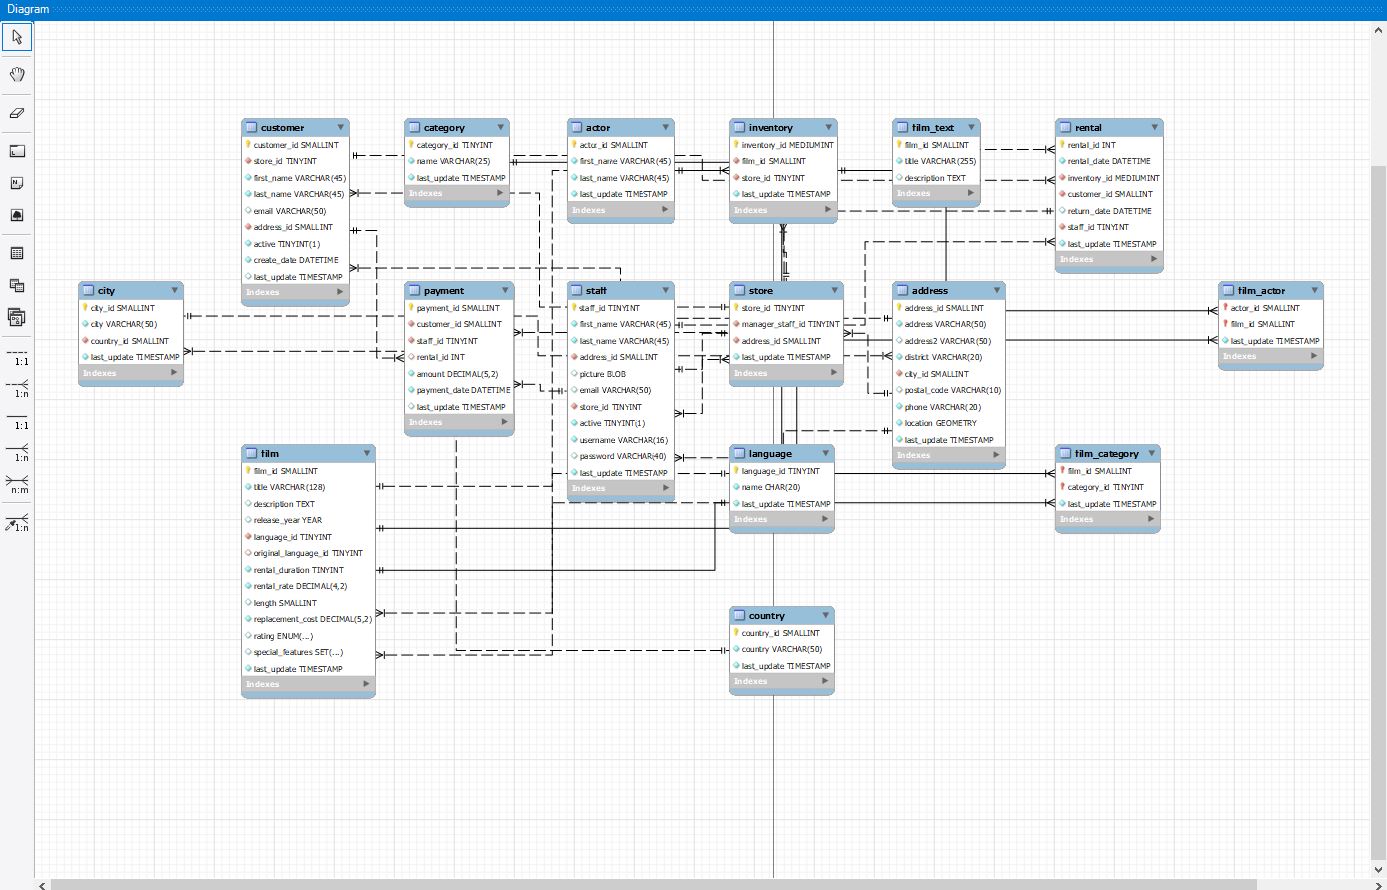 Diagram
1:1
1:n
1:1
1:n
n:m
1:n
customer
customer_id SMALLINT
store_id TINYINT
first_name VARCHAR(45)
last_name VARCHAR(45)
email VARCHAR(50)
address_id SMALLINT
active TINYINT(1)
create_date DATETIME
last_update TIMESTAMP
Indexes
category
category_id TINYINT
name VARCHAR(25)
last_update TIMESTAMP
Indexes
actor
actor_id SMALLINT
first_name VARCHAR(45)
last_name VARCHAR(45)
last_update TIMESTAMP
Indexes
inventory
inventory_id MEDIUMINT
film_id SMALLINT
store_id TINYINT
last_update TIMESTAMP
Indexes
film_text
film_id SMALLINT
title VARCHAR(255)
description TEXT
Indexes
rental
rental_id INT
rental_date DATETIME
inventory_id MEDIUMINT
customer_id SMALLINT
return_date DATETIME
staff_id TINYINT
last_update TIMESTAMP
Indexes
city
city_id SMALLINT
city VARCHAR(50)
country_id SMALLINT
last_update TIMESTAMP
Indexes
payment
payment_id SMALLINT
customer_id SMALLINT
staff_id TINYINT
rental_id INT
amount DECIMAL(5,2)
payment_date DATETIME
last_update TIMESTAMP
Indexes
staff
staff_id TINYINT
first_name VARCHAR(45)
last_name VARCHAR(45)
address_id SMALLINT
picture BLOB
email VARCHAR(50)
store_id TINYINT
active TINYINT(1)
username VARCHAR(16)
password VARCHAR(40)
last_update TIMESTAMP
Indexes
store
store_id TINYINT
manager_staff_id TINYINT
address_id SMALLINT
last_update TIMESTAMP
Indexes
address
address_id SMALLINT
address VARCHAR(50)
address2 VARCHAR(50)
district VARCHAR(20)
city_id SMALLINT
postal_code VARCHAR(10)
phone VARCHAR(20)
location GEOMETRY
last_update TIMESTAMP
Indexes
film_actor
actor_id SMALLINT
film_id SMALLINT
last_update TIMESTAMP
Indexes
film
film_id SMALLINT
title VARCHAR(128)
description TEXT
release_year YEAR
language_id TINYINT
original_language_id TINYINT
rental_duration TINYINT
rental_rate DECIMAL(4,2)
length SMALLINT
replacement_cost DECIMAL(5,2)
rating ENUM(...)
special_features SET(...)
last_update TIMESTAMP
Indexes
language
language_id TINYINT
name CHAR(20)
last_update TIMESTAMP
Indexes
film_category
film_id SMALLINT
category_id TINYINT
last_update TIMESTAMP
Indexes
country
country_id SMALLINT
country VARCHAR(50)
last_update TIMESTAMP
Indexes